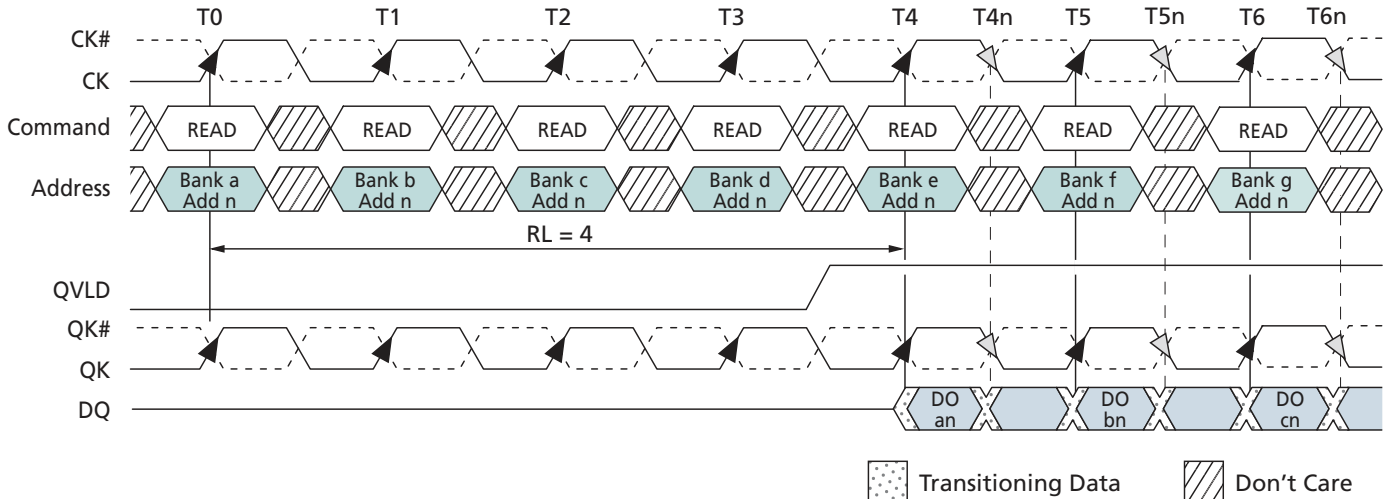 T0 T1 T2 T3 T4 T4n T5 T5n T6 T6n
CK#
CK
Command READ READ READ READ READ READ READ
Address Bank a Bank b Bank c Bank d Bank e Bank f Bank g
Add n Add n Add n Add n Add n Add n Add n
RL = 4
QVLD
QK#
QK
DQ DO DO DO
an bn cn
Transitioning Data Don't Care